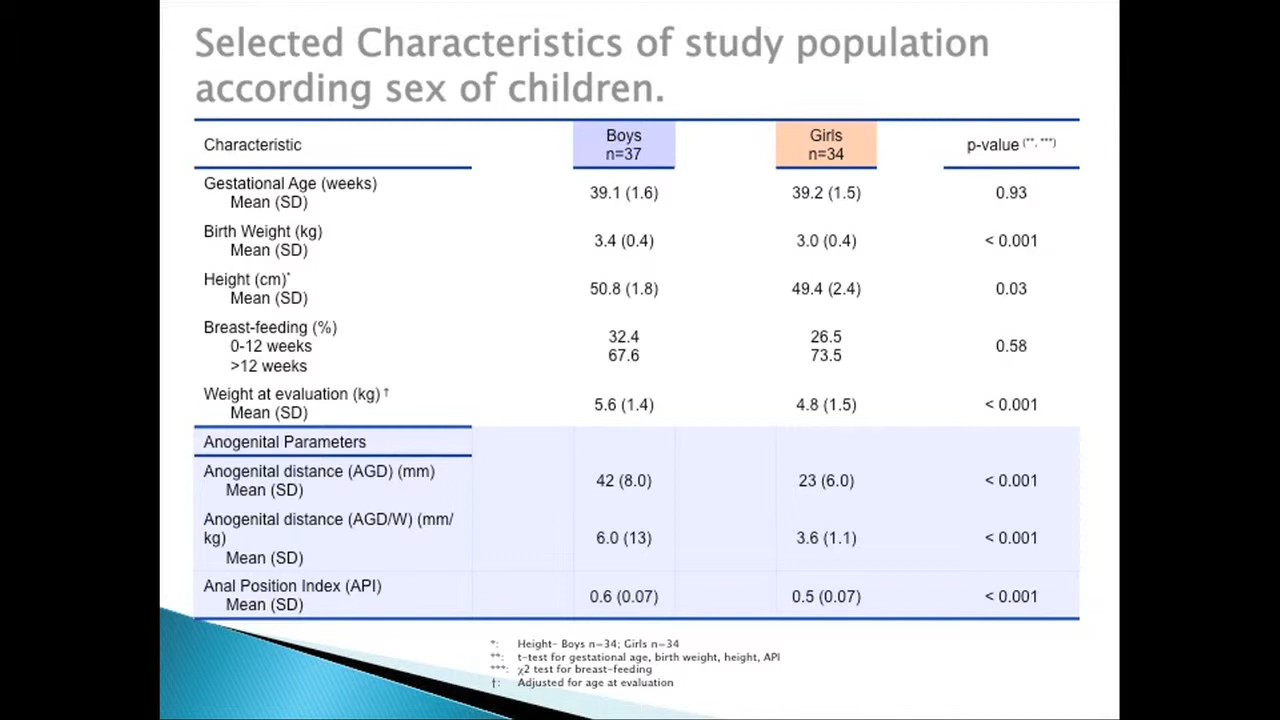 Selected Characteristics of study population
according sex of children.
Characteristic
Boys
n=37
Girls
n=34
p-value (**, ***)
Gestational Age (weeks)
Mean (SD)
39.1 (1.6)
39.2 (1.5)
0.93
Birth Weight (kg)
Mean (SD)
3.4 (0.4)
3.0 (0.4)
< 0.001
Height (cm)*
Mean (SD)
50.8 (1.8)
49.4 (2.4)
0.03
Breast-feeding (%)
0-12 weeks
>12 weeks
32.4
67.6
26.5
73.5
0.58
Weight at evaluation (kg) †
Mean (SD)
5.6 (1.4)
4.8 (1.5)
< 0.001
Anogenital Parameters
Anogenital distance (AGD) (mm)
Mean (SD)
42 (8.0)
23 (6.0)
< 0.001
Anogenital distance (AGD/W) (mm/
kg)
Mean (SD)
6.0 (13)
3.6 (1.1)
< 0.001
Anal Position Index (API)
Mean (SD)
0.6 (0.07)
0.5 (0.07)
< 0.001
*: Height- Boys n=34; Girls n=34
**: t-test for gestational age, birth weight, height, API
***: χ2 test for breast-feeding
†: Adjusted for age at evaluation